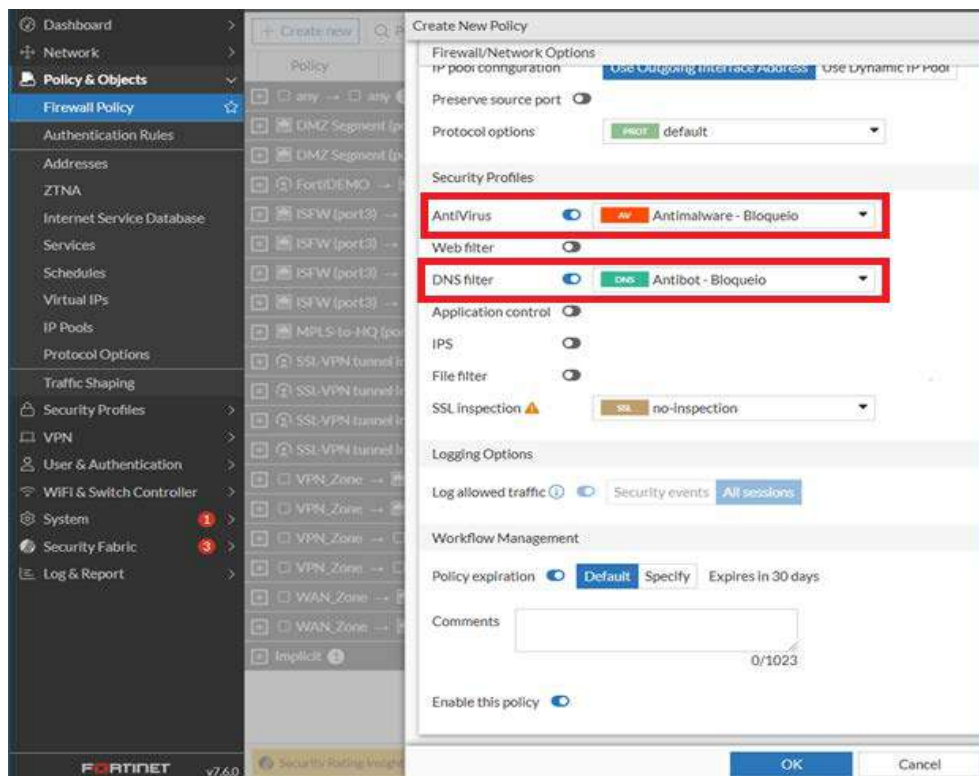 Dashboard
Network
Policy & Objects
Firewall Policy
Authentication Rules
Addresses
ZTNA
Internet Service Database
Services
Schedules
Virtual IPs
IP Pools
Protocol Options
Traffic Shaping
Security Profiles
VPN
User & Authentication
WiFi & Switch Controller
System 1
Security Fabric 3
Log & Report
FORTINET v7.6.0
+ Create new
Policy
any → any
DMZ Segment
DMZ Segment
FortiDEMO →
ISFW (port3) →
ISFW (port3) →
ISFW (port3) →
ISFW (port3) →
MPLS-to-HQ
SSL-VPN tunnel
SSL-VPN tunnel
SSL-VPN tunnel
SSL-VPN tunnel
VPN_Zone →
VPN_Zone →
VPN_Zone →
VPN_Zone →
WAN_Zone →
WAN_Zone →
Implicit 1
Security Rating
Create New Policy
Firewall/Network Options
IP pool configuration Use Outgoing Interface Address Use Dynamic IP Pool
Preserve source port
Protocol options PROT default
Security Profiles
AntiVirus AV Antimalware - Bloqueio
Web filter
DNS filter DNS Antibot - Bloqueio
Application control
IPS
File filter
SSL inspection SSL no-inspection
Logging Options
Log allowed traffic Security events All sessions
Workflow Management
Policy expiration Default Specify Expires in 30 days
Comments
0/1023
Enable this policy
OK Cancel